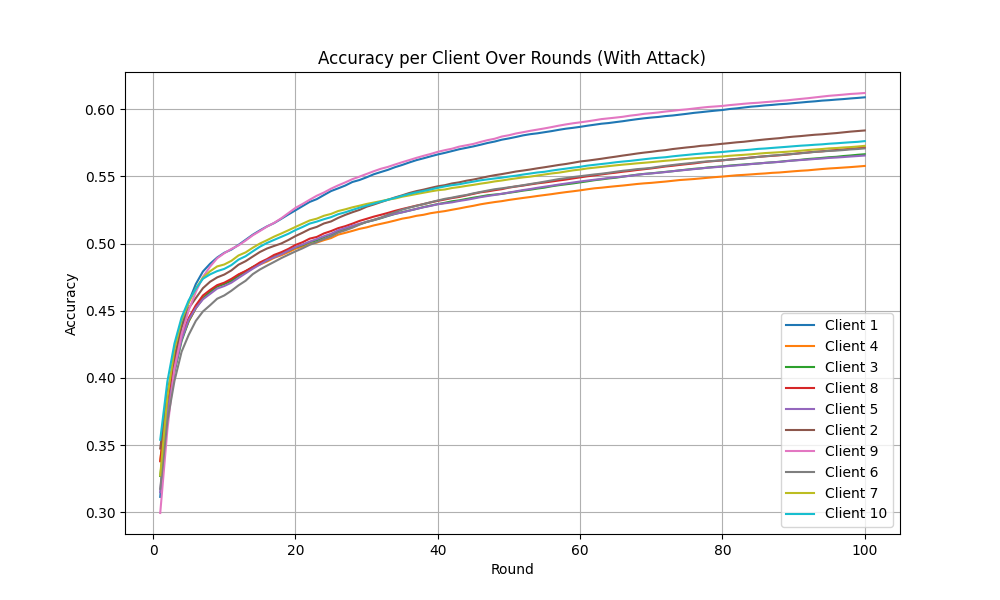 Accuracy per Client Over Rounds (With Attack)
Accuracy
0.60
0.55
0.50
0.45
0.40
0.35
0.30
0 20 40 60 80 100
Round
Client 1
Client 4
Client 3
Client 8
Client 5
Client 2
Client 9
Client 6
Client 7
Client 10